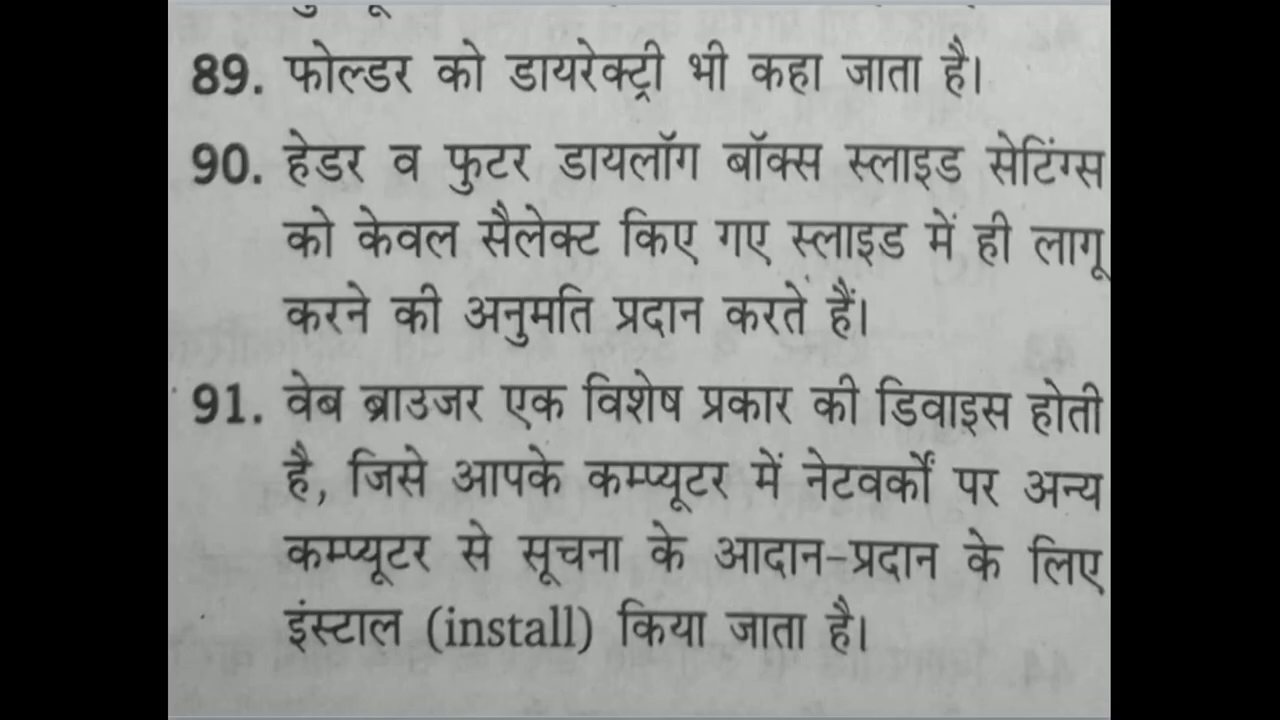 89. फोल्डर को डायरेक्ट्री भी कहा जाता है।
90. हेडर व फुटर डायलॉग बॉक्स स्लाइड सेटिंग्स
को केवल सैलेक्ट किए गए स्लाइड में ही लागू
करने की अनुमति प्रदान करते हैं।
91. वेब ब्राउजर एक विशेष प्रकार की डिवाइस होती
है, जिसे आपके कम्प्यूटर में नेटवर्कों पर अन्य
कम्प्यूटर से सूचना के आदान-प्रदान के लिए
इंस्टाल (install) किया जाता है।